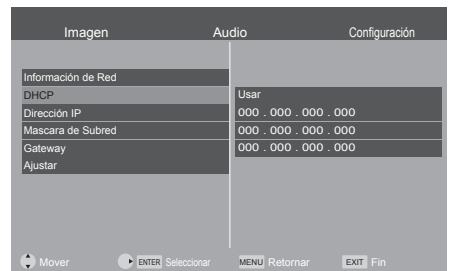 Imagen Audio Configuración
Información de Red
DHCP Usar
Dirección IP 000 . 000 . 000 . 000
Mascara de Subred 000 . 000 . 000 . 000
Gateway 000 . 000 . 000 . 000
Ajustar
Mover ENTER Seleccionar MENU Retornar EXIT Fin